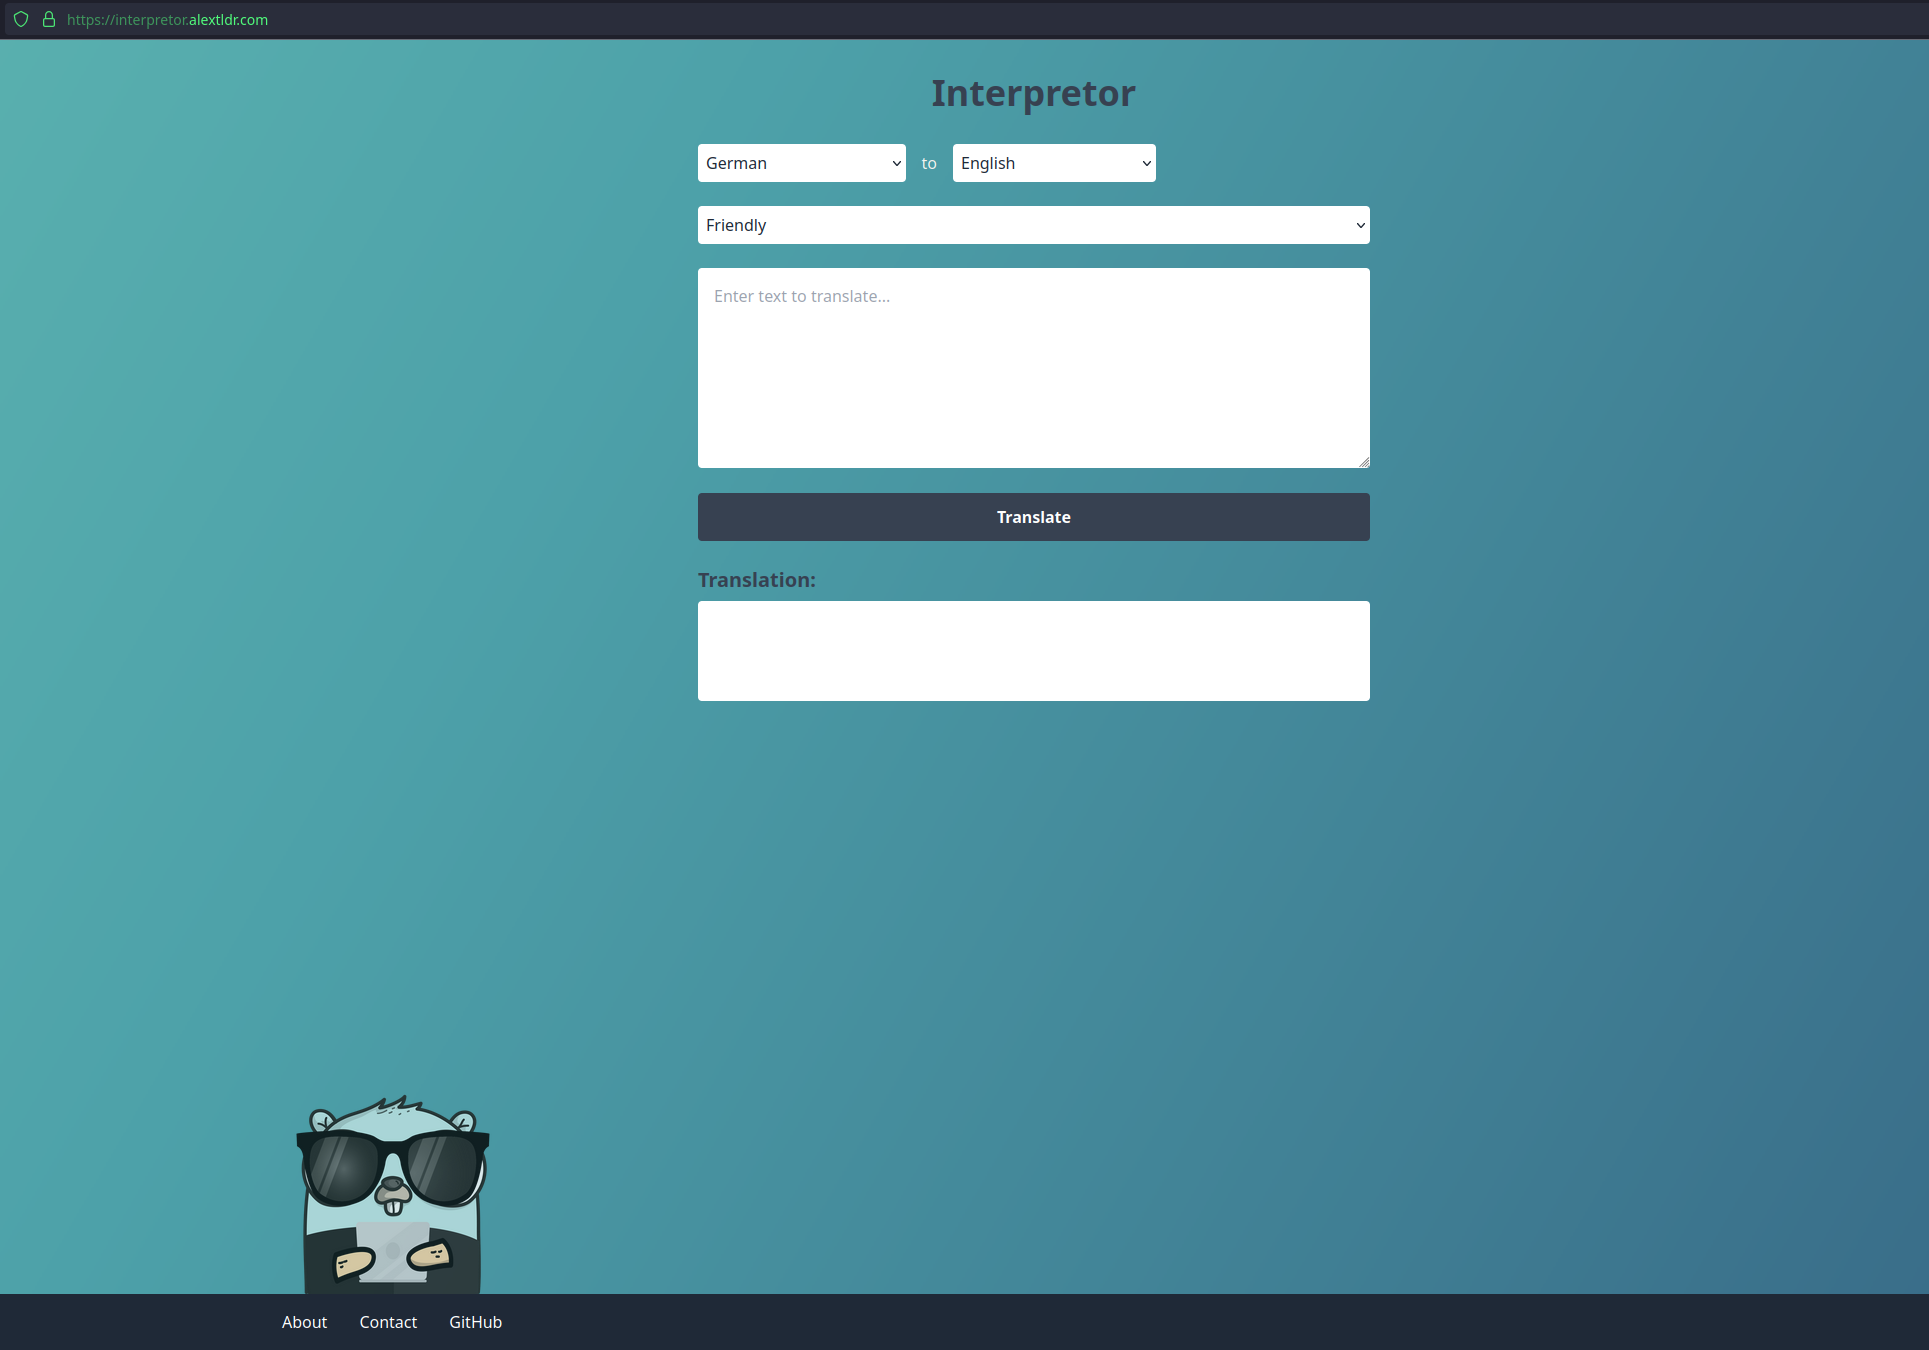 https://interpretor.alextldr.com
Interpretor
German to English
Friendly
Enter text to translate...
Translate
Translation:
About Contact GitHub